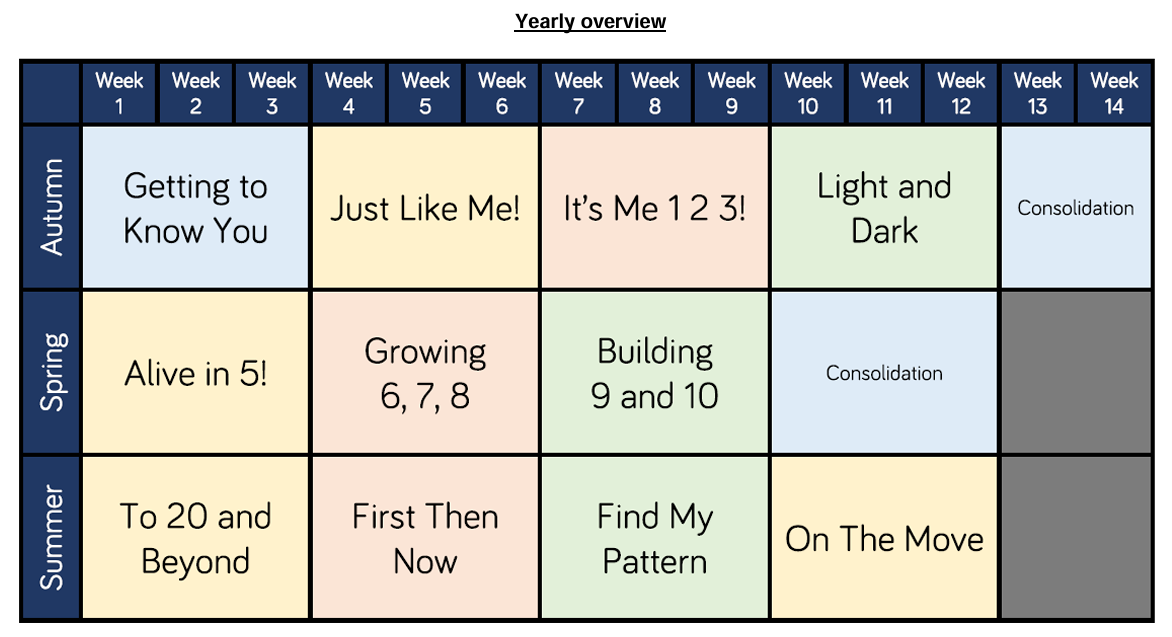 Yearly overview
Week 1
Week 2
Week 3
Week 4
Week 5
Week 6
Week 7
Week 8
Week 9
Week 10
Week 11
Week 12
Week 13
Week 14
Autumn
Getting to
Know You
Just Like Me!
It's Me 1 2 3!
Light and
Dark
Consolidation
Spring
Alive in 5!
Growing
6, 7, 8
Building
9 and 10
Consolidation
Summer
To 20 and
Beyond
First Then
Now
Find My
Pattern
On The Move